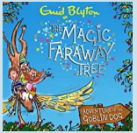 Enid Blyton
THE MAGIC
FARAWAY
TREE
ADVENTURE OF THE
GOBLIN DOG